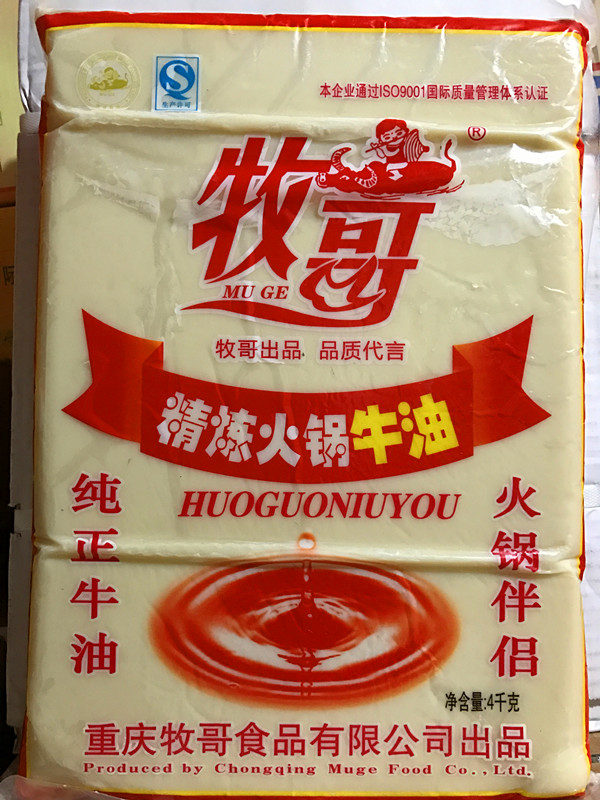 生产许可
本企业通过ISO9001国际质量管理体系认证
牧哥
®
MU GE
牧哥出品 品质代言
精炼火锅牛油
HUOGUONIUYOU
纯正牛油
火锅伴侣
净含量:4千克
重庆牧哥食品有限公司出品
Produced by Chongqing Muge Food Co.,Ltd.